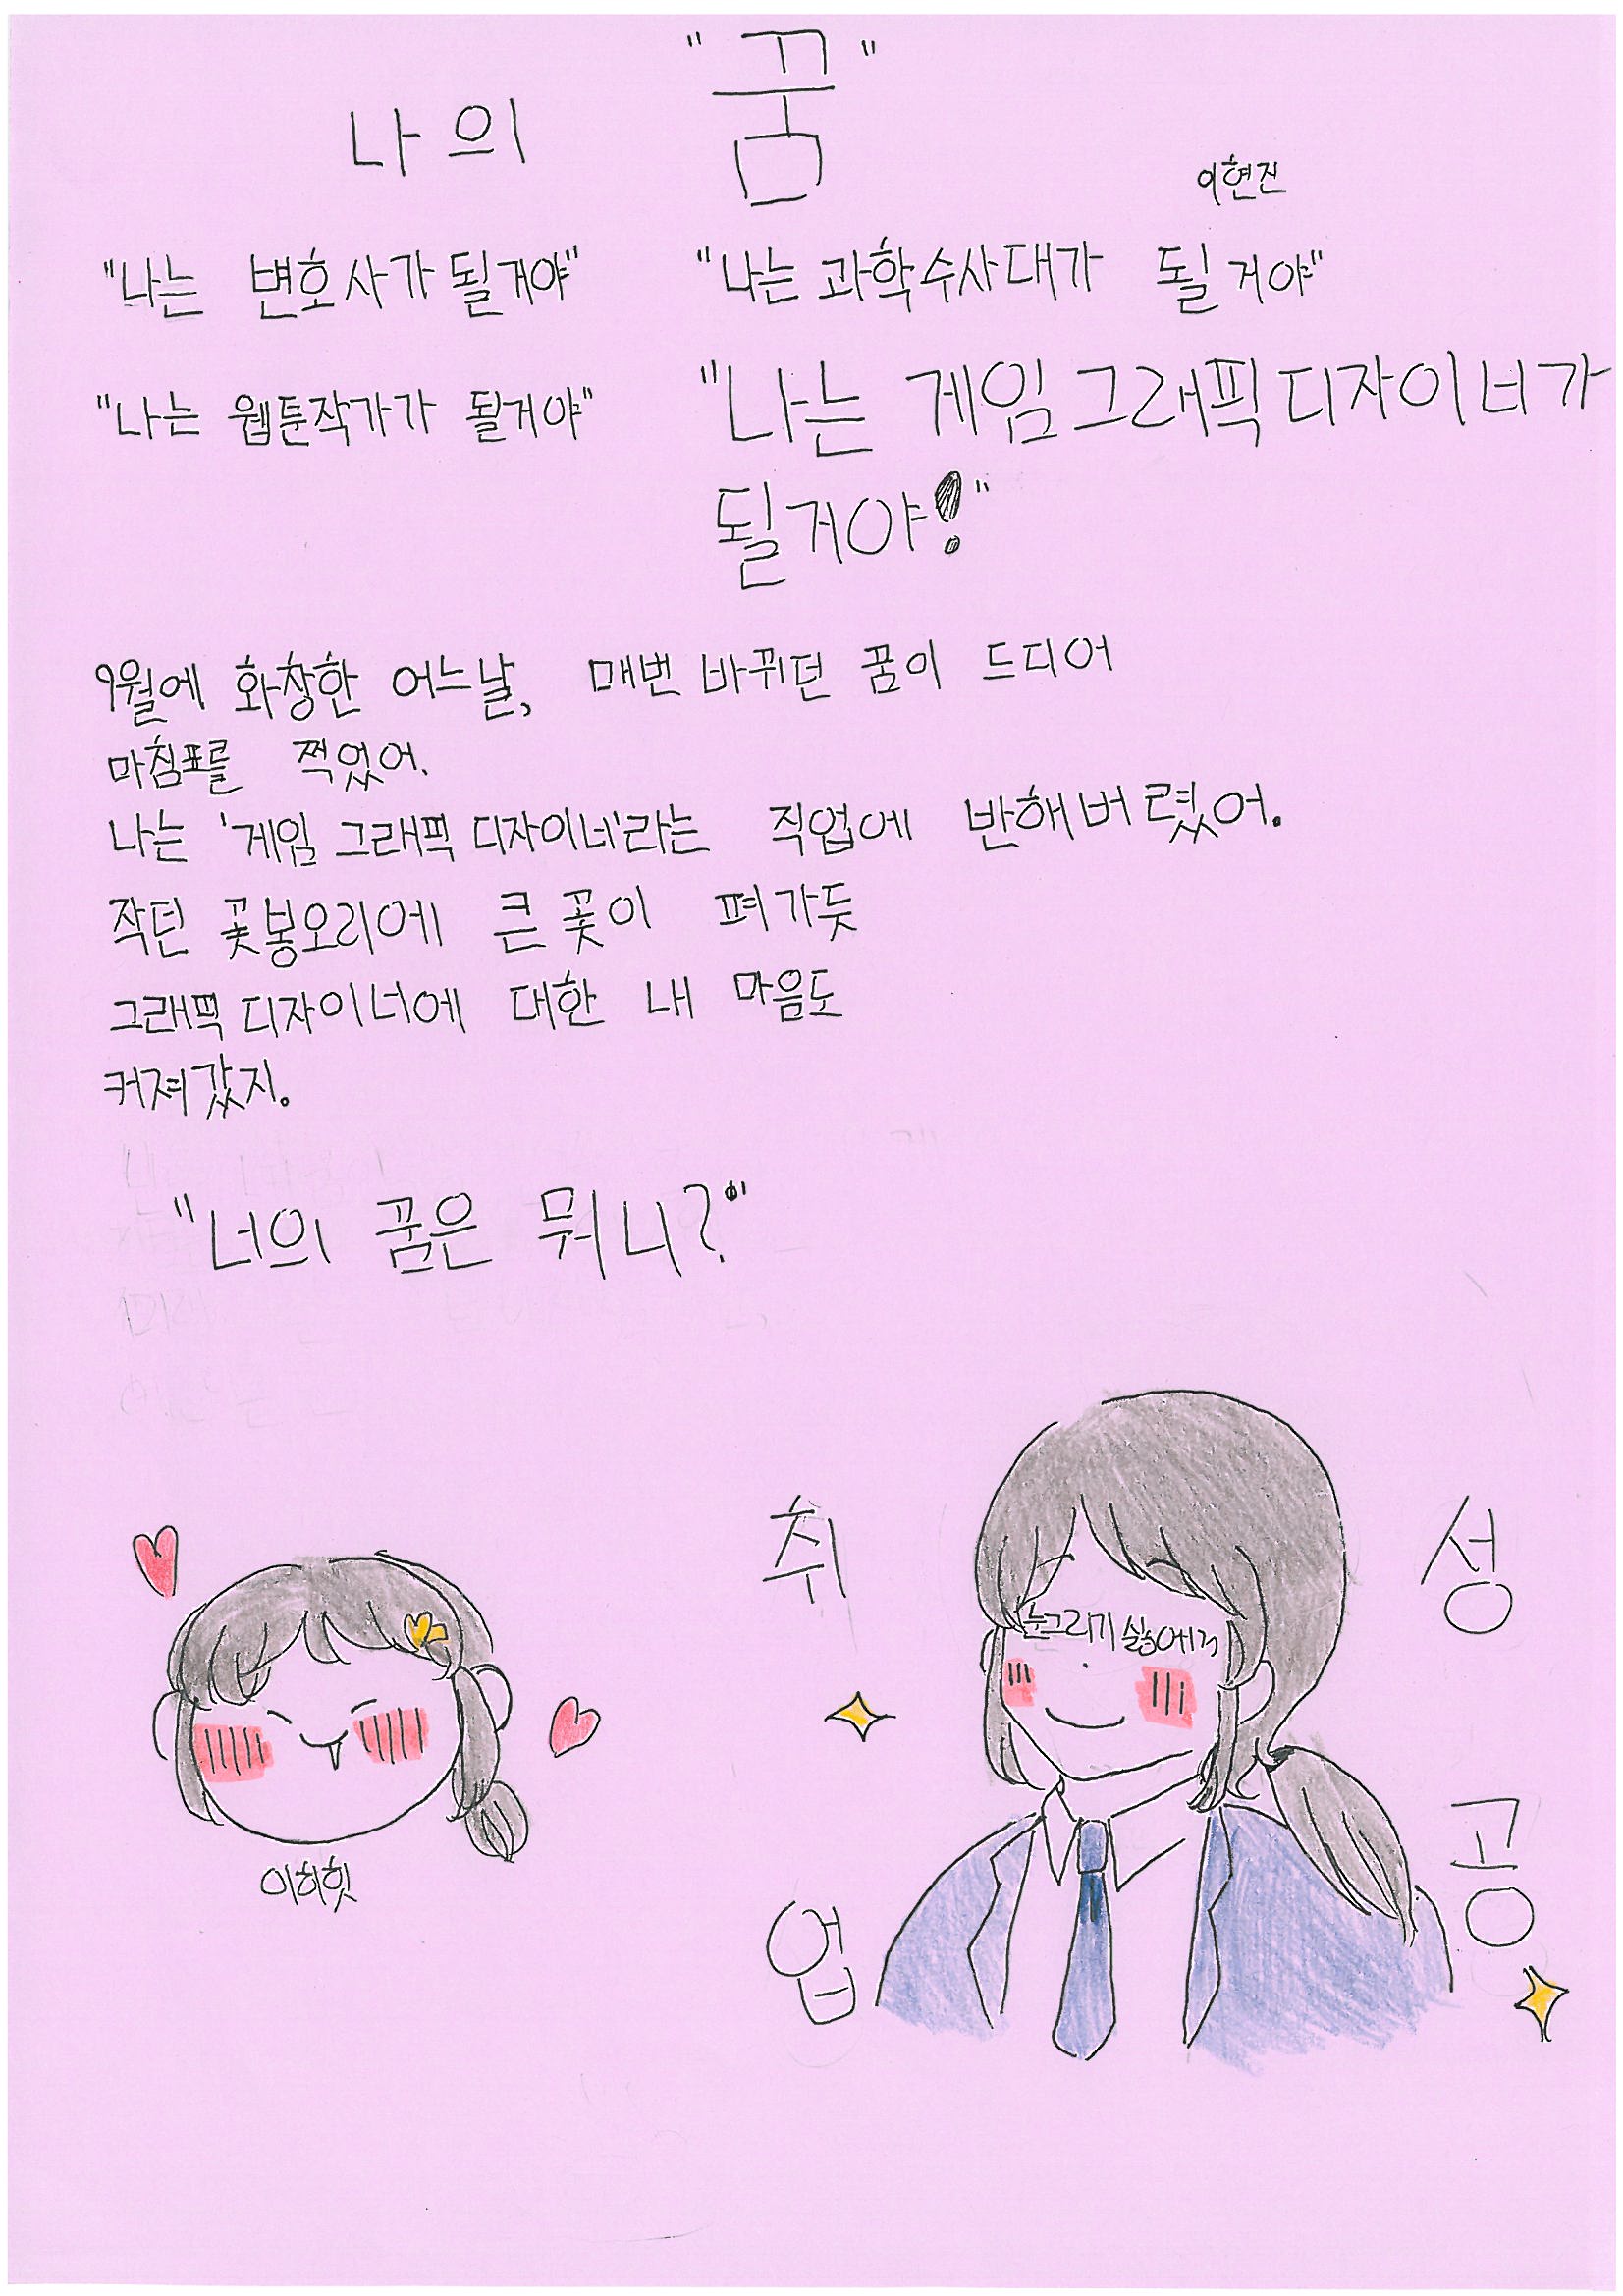 나의 "꿈"
이현진
"나는 변호사가 될거야" "나는 과학수사대가 될거야"
"나는 웹툰작가가 될거야" "나는 게임그래픽디자이너가
될거야!"
9월에 화창한 어느날, 매번 바뀌던 꿈이 드디어
마침표를 찍었어.
나는 '게임 그래픽 디자이너'라는 직업에 반해버렸어.
작던 꽃봉오리에 큰 꽃이 펴가듯
그래픽 디자이너에 대한 내 마음도
커져갔지.
"너의 꿈은 뭐니?"
이히힛
취업
눈그리기 싫어
성공